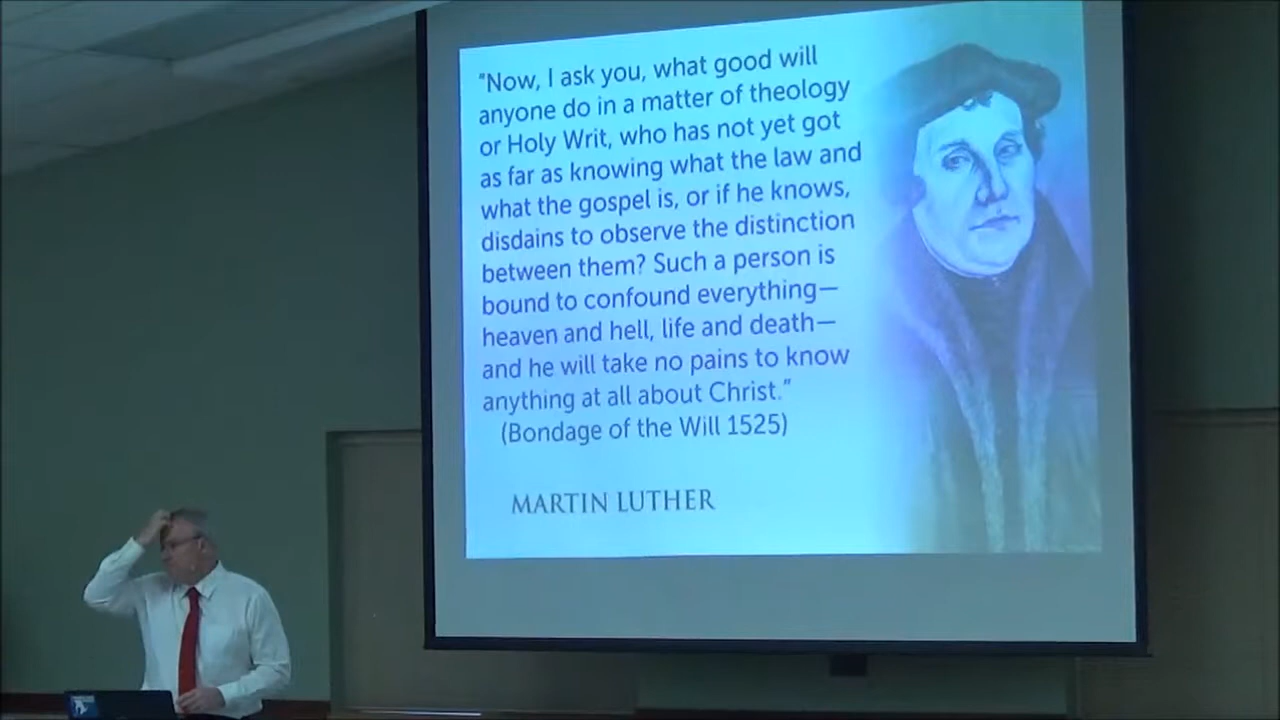 “Now, I ask you, what good will
anyone do in a matter of theology
or Holy Writ, who has not yet got
as far as knowing what the law and
what the gospel is, or if he knows,
disdains to observe the distinction
between them? Such a person is
bound to confound everything—
heaven and hell, life and death—
and he will take no pains to know
anything at all about Christ.”
(Bondage of the Will 1525)
MARTIN LUTHER